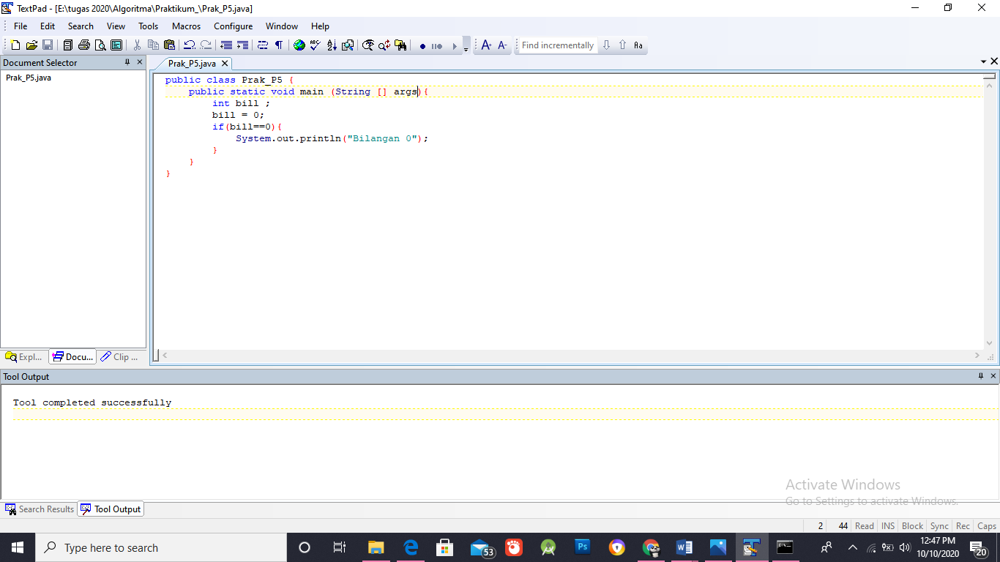 TextPad - [E:\tugas 2020\Algoritma\Praktikum_\Prak_P5.java]
File Edit Search View Tools Macros Configure Window Help
Find incrementally Aa
Document Selector
Prak_P5.java
Prak_P5.java
public class Prak_P5 {
public static void main (String [] args){
int bill ;
bill = 0;
if(bill==0){
System.out.println("Bilangan 0");
}
}
}
Expl... Docu... Clip ...
Tool Output
Tool completed successfully
Activate Windows
Go to Settings to activate Windows.
Search Results Tool Output
2 44 Read INS Block Sync Rec Caps
Type here to search
53
Ps
12:47 PM
10/10/2020
20